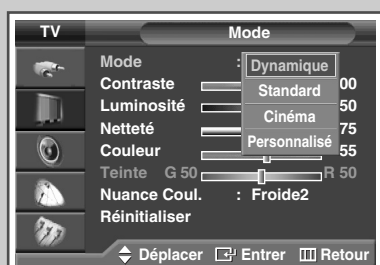 TV Mode
Mode : Dynamique
Contraste 00
Standard
Luminosité 50
Cinéma
Netteté 75
Personnalisé
Couleur 55
Teinte G 50 R 50
Nuance Coul. : Froide2
Réinitialiser
Déplacer Entrer Retour